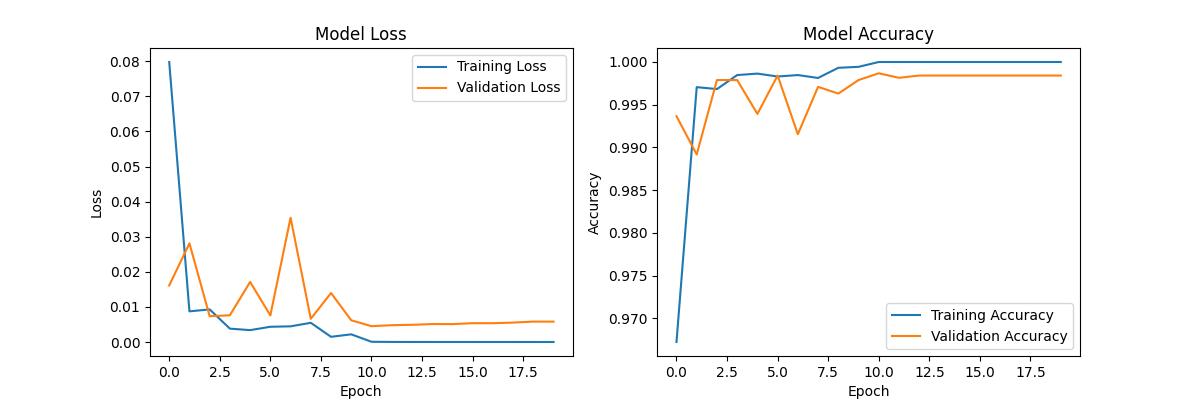 Model Loss
0.08
0.07
0.06
0.05
0.04
0.03
0.02
0.01
0.00
Loss
0.0 2.5 5.0 7.5 10.0 12.5 15.0 17.5
Epoch
Training Loss
Validation Loss
Model Accuracy
1.000
0.995
0.990
0.985
0.980
0.975
0.970
Accuracy
0.0 2.5 5.0 7.5 10.0 12.5 15.0 17.5
Epoch
Training Accuracy
Validation Accuracy